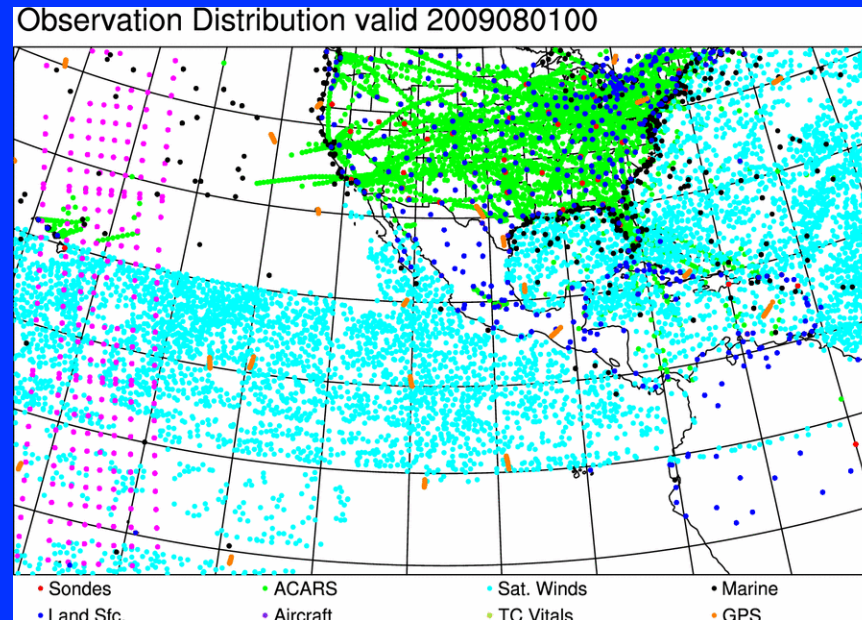 Observation Distribution valid 2009080100
Sondes ACARS Sat. Winds Marine
Land Sfc. Aircraft TC Vitals GPS